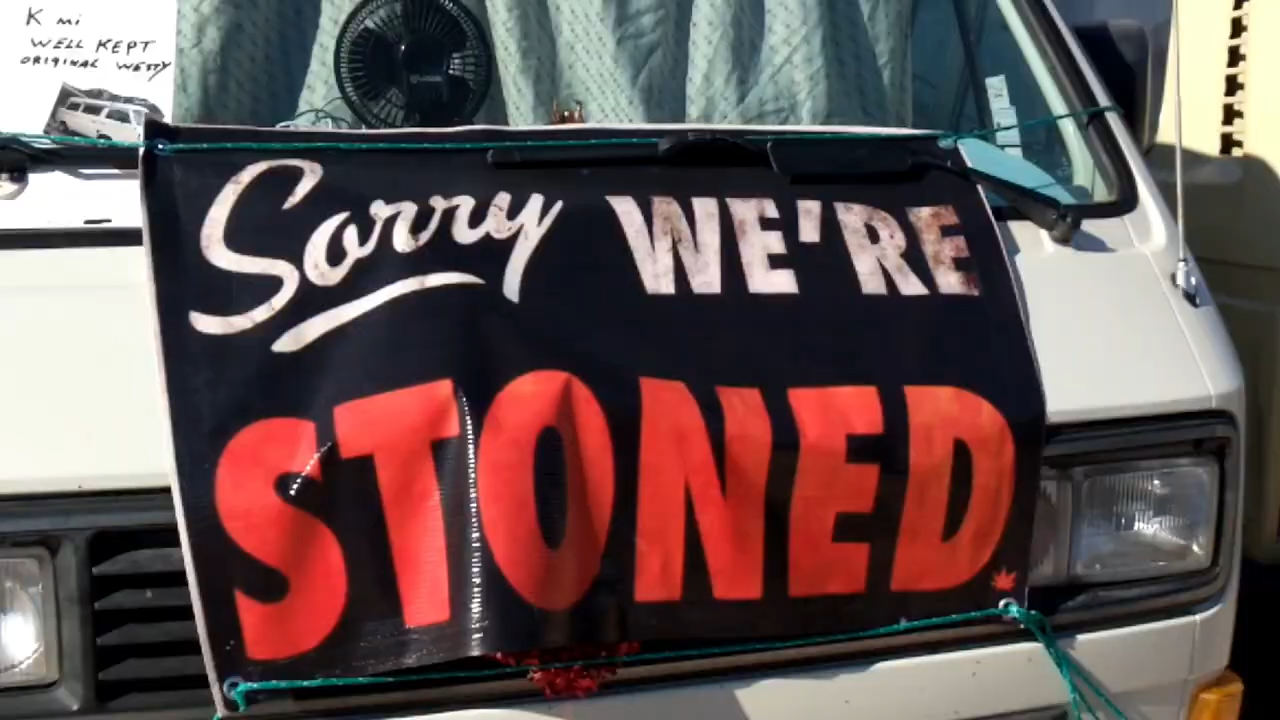 K mi
WELL KEPT
ORIGINAL WESTY
Sorry WE'RE
STONED